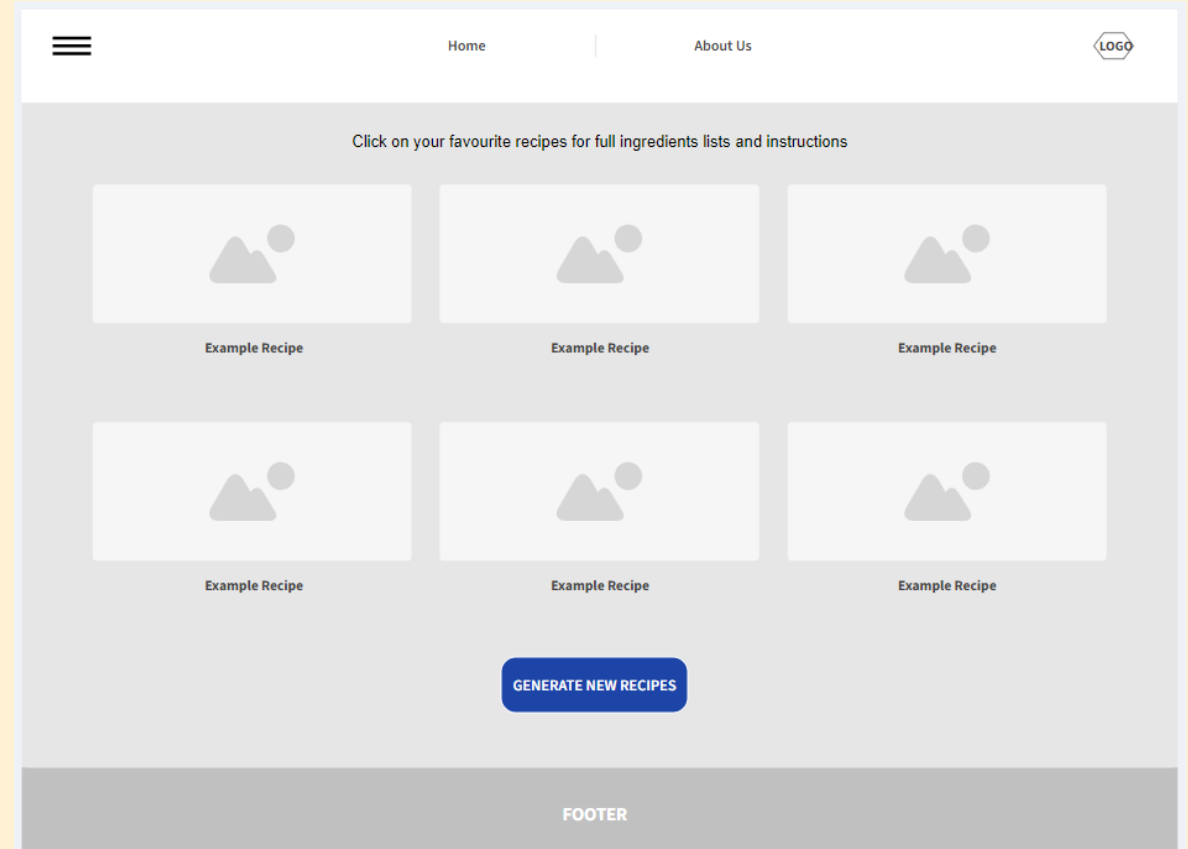 Home
About Us
LOGO
Click on your favourite recipes for full ingredients lists and instructions
Example Recipe
Example Recipe
Example Recipe
Example Recipe
Example Recipe
Example Recipe
GENERATE NEW RECIPES
FOOTER